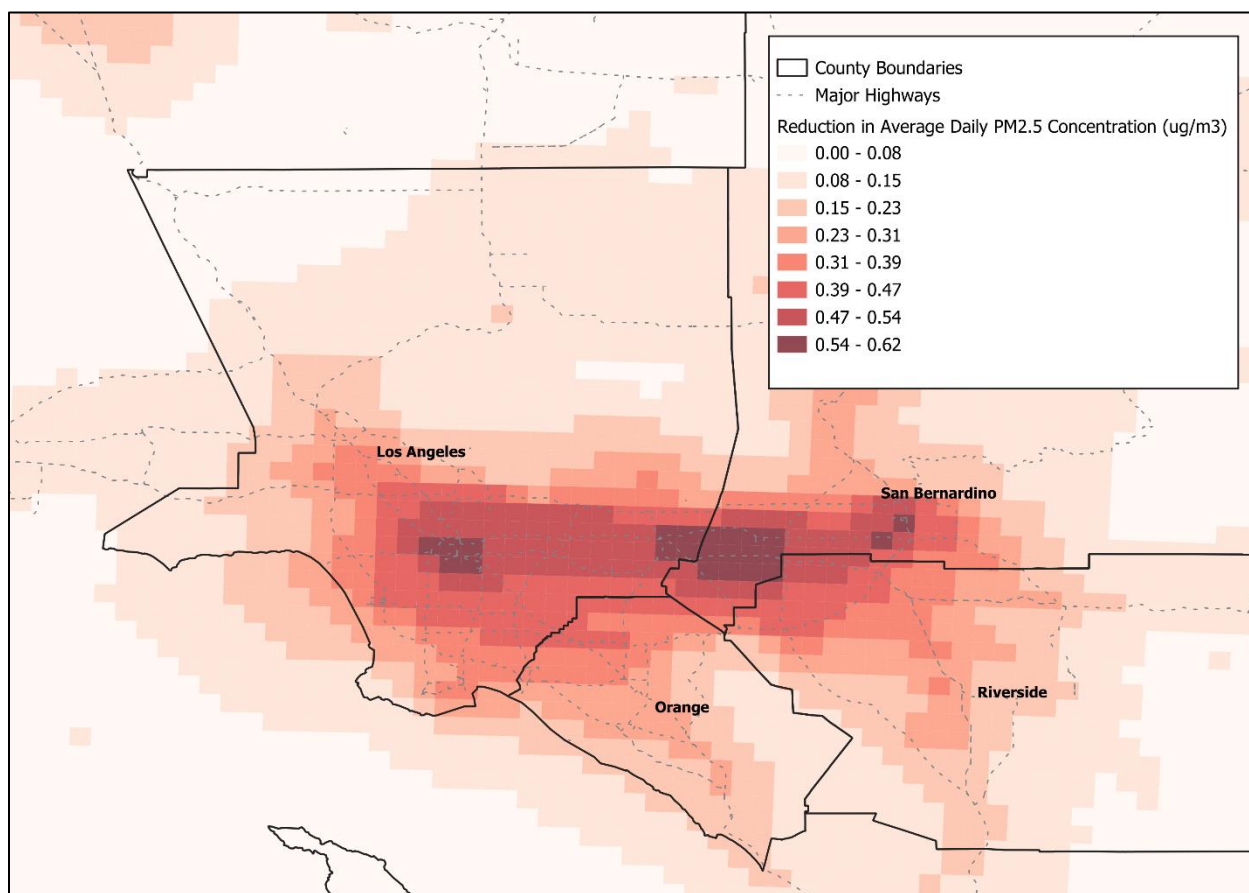 County Boundaries
Major Highways
Reduction in Average Daily PM2.5 Concentration (ug/m3)
0.00 - 0.08
0.08 - 0.15
0.15 - 0.23
0.23 - 0.31
0.31 - 0.39
0.39 - 0.47
0.47 - 0.54
0.54 - 0.62
Los Angeles
San Bernardino
Riverside
Orange